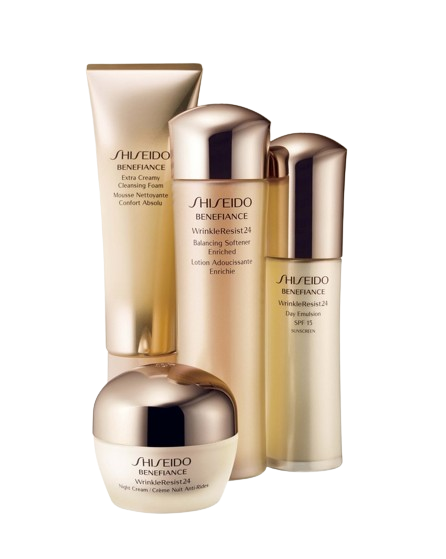 SHISEIDO
BENEFIANCE
Extra Creamy
Cleansing Foam
Mousse Nettoyante
Confort Absolu
SHISEIDO
BENEFIANCE
WrinkleResist24
Balancing Softener
Enriched
Lotion Adoucissante
Enrichie
SHISEIDO
BENEFIANCE
WrinkleResist24
Day Emulsion
SPF 15
SUNSCREEN
SHISEIDO
BENEFIANCE
WrinkleResist24
Night Cream / Crème Nuit Anti-Rides